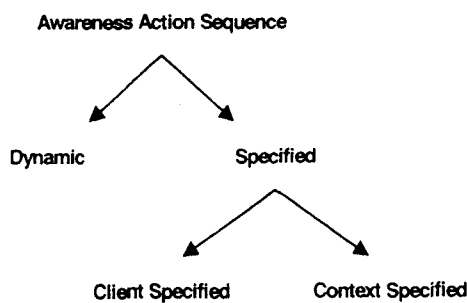 Awareness Action Sequence
Dynamic Specified
Client Specified Context Specified